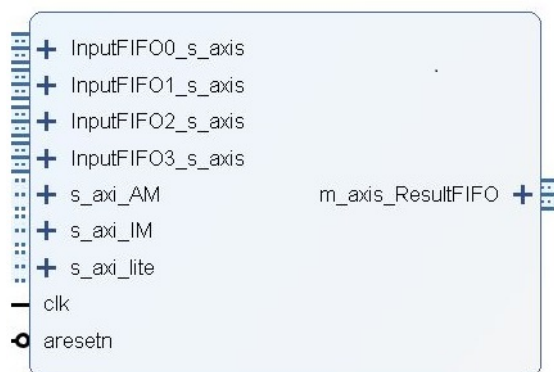 InputFIFO0_s_axis
InputFIFO1_s_axis
InputFIFO2_s_axis
InputFIFO3_s_axis
s_axi_AM
m_axis_ResultFIFO
s_axi_IM
s_axi_lite
clk
aresetn